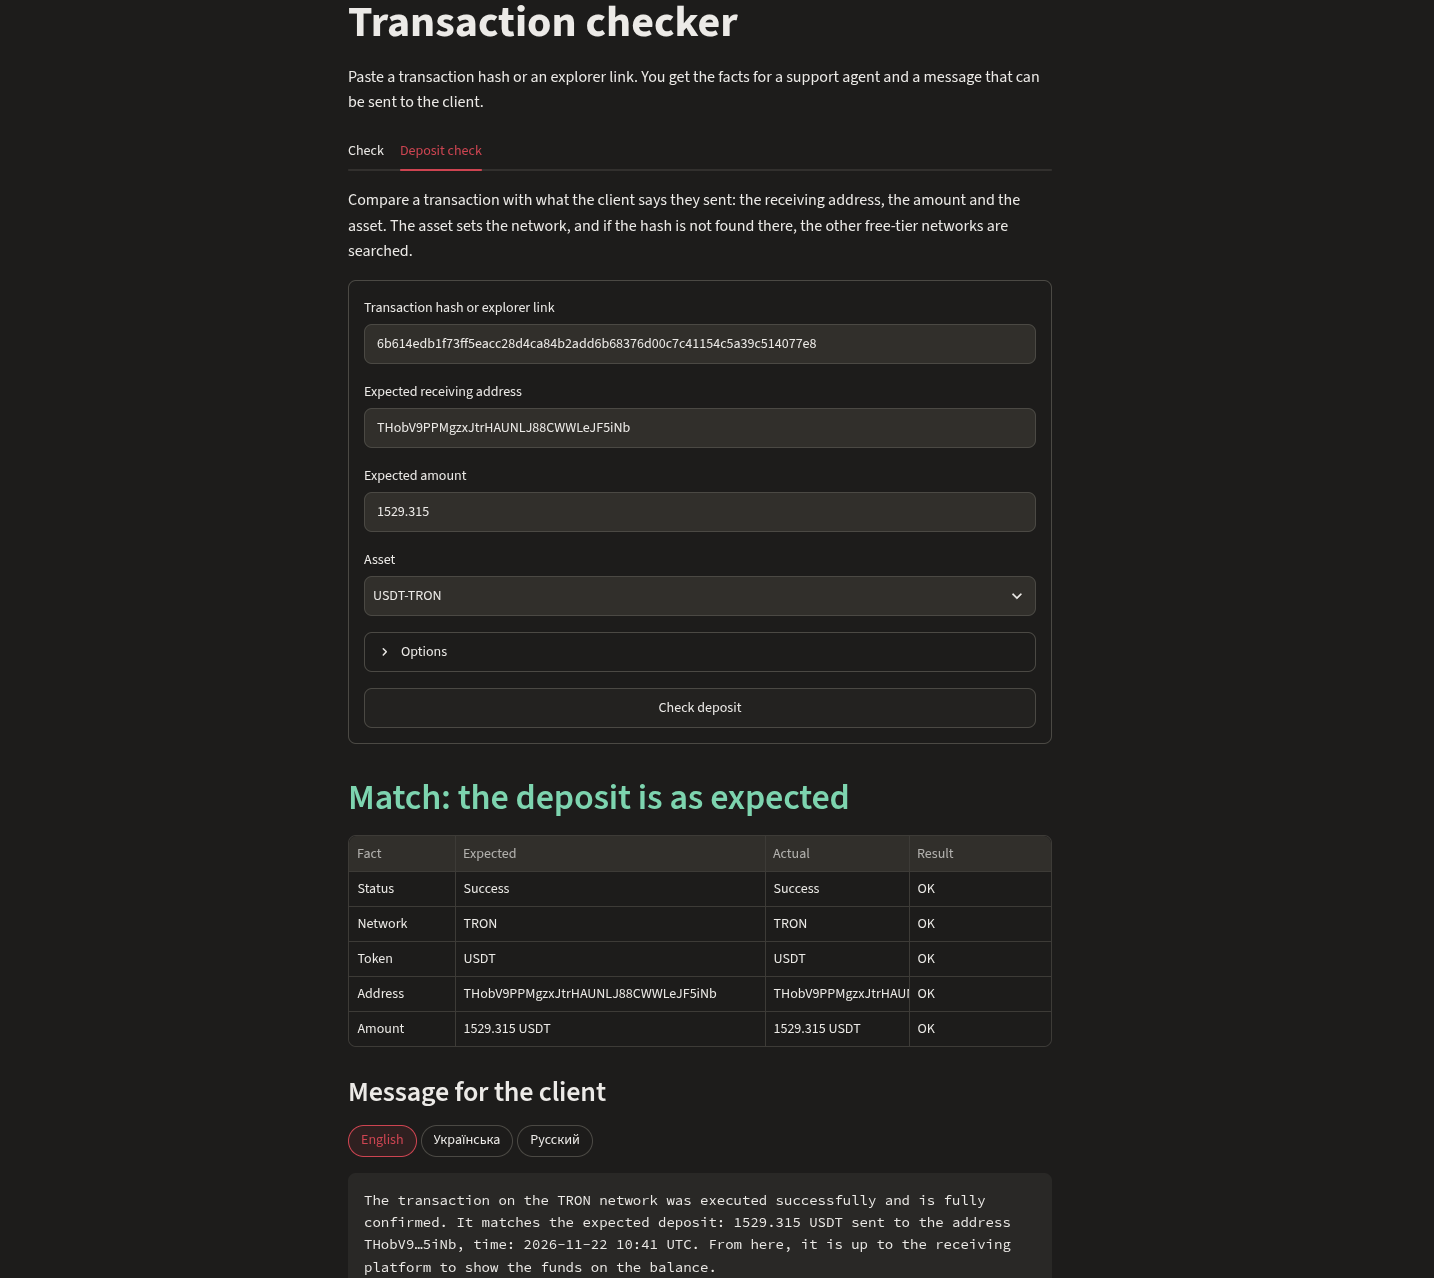 Transaction checker
Paste a transaction hash or an explorer link. You get the facts for a support agent and a message that can
be sent to the client.
Check Deposit check
Compare a transaction with what the client says they sent: the receiving address, the amount and the
asset. The asset sets the network, and if the hash is not found there, the other free-tier networks are
searched.
Transaction hash or explorer link
6b614edb1f73ff5eacc28d4ca84b2add6b68376d00c7c41154c5a39c514077e8
Expected receiving address
THobV9PPMgzxJtrHAUNLJ88CWWLeJF5iNb
Expected amount
1529.315
Asset
USDT-TRON
Options
Check deposit
Match: the deposit is as expected
Fact Expected Actual Result
Status Success Success OK
Network TRON TRON OK
Token USDT USDT OK
Address THobV9PPMgzxJtrHAUNLJ88CWWLeJF5iNb THobV9PPMgzxJtrHAUN OK
Amount 1529.315 USDT 1529.315 USDT OK
Message for the client
English Українська Русский
The transaction on the TRON network was executed successfully and is fully
confirmed. It matches the expected deposit: 1529.315 USDT sent to the address
THobV9…5iNb, time: 2026-11-22 10:41 UTC. From here, it is up to the receiving
platform to show the funds on the balance.